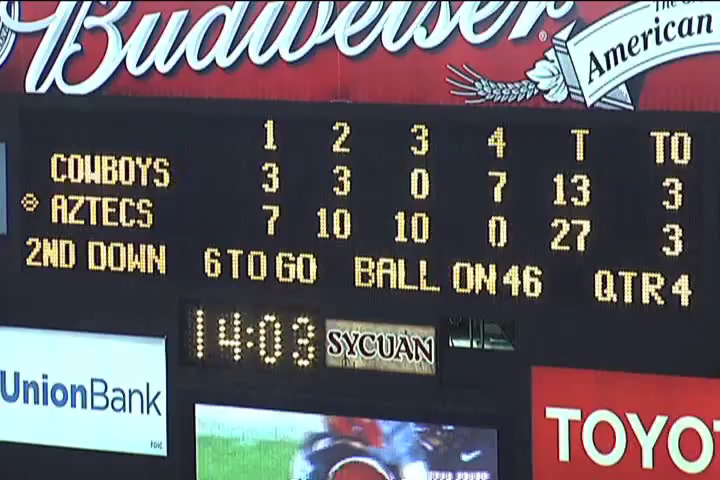 Budweiser ®
American
1 2 3 4 T TO
COWBOYS 3 3 0 7 13 3
AZTECS 7 10 10 0 27 3
2ND DOWN 6 TO GO BALL ON 46 QTR 4
14:03 SYCUAN
UnionBank
TOYO